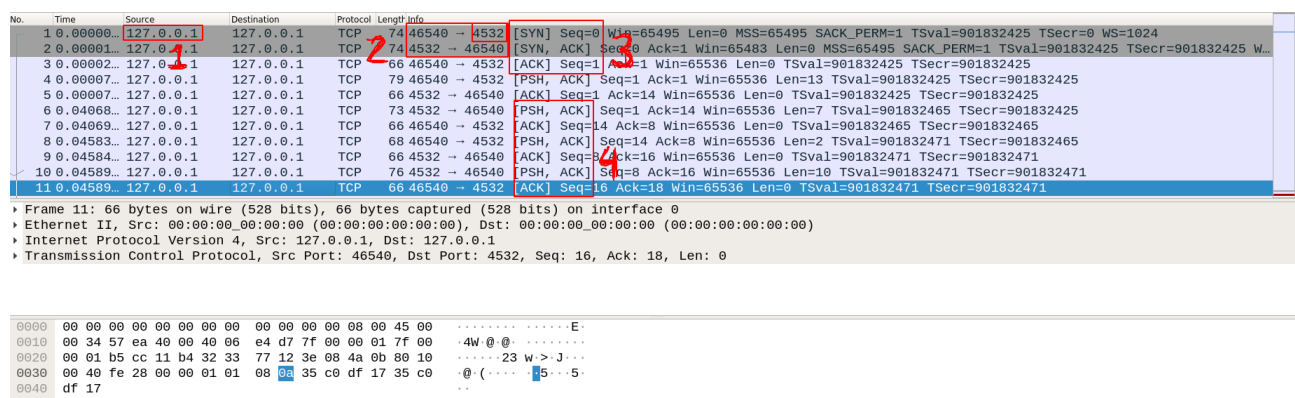 No. Time Source Destination Protocol Length Info
1 0.00000… 127.0.0.1 127.0.0.1 TCP 74 46540 → 4532 [SYN] Seq=0 Win=65495 Len=0 MSS=65495 SACK_PERM=1 TSval=901832425 TSecr=0 WS=1024
2 0.00001… 127.0.0.1 127.0.0.1 TCP 74 4532 → 46540 [SYN, ACK] Seq=0 Ack=1 Win=65483 Len=0 MSS=65495 SACK_PERM=1 TSval=901832425 TSecr=901832425 W…
3 0.00002… 127.0.0.1 127.0.0.1 TCP 66 46540 → 4532 [ACK] Seq=1 Ack=1 Win=65536 Len=0 TSval=901832425 TSecr=901832425
4 0.00007… 127.0.0.1 127.0.0.1 TCP 79 46540 → 4532 [PSH, ACK] Seq=1 Ack=1 Win=65536 Len=13 TSval=901832425 TSecr=901832425
5 0.00007… 127.0.0.1 127.0.0.1 TCP 66 4532 → 46540 [ACK] Seq=1 Ack=14 Win=65536 Len=0 TSval=901832425 TSecr=901832425
6 0.04068… 127.0.0.1 127.0.0.1 TCP 73 4532 → 46540 [PSH, ACK] Seq=1 Ack=14 Win=65536 Len=7 TSval=901832465 TSecr=901832425
7 0.04069… 127.0.0.1 127.0.0.1 TCP 66 46540 → 4532 [ACK] Seq=14 Ack=8 Win=65536 Len=0 TSval=901832465 TSecr=901832465
8 0.04583… 127.0.0.1 127.0.0.1 TCP 68 46540 → 4532 [PSH, ACK] Seq=14 Ack=8 Win=65536 Len=2 TSval=901832471 TSecr=901832465
9 0.04584… 127.0.0.1 127.0.0.1 TCP 66 4532 → 46540 [ACK] Seq=8 Ack=16 Win=65536 Len=0 TSval=901832471 TSecr=901832471
10 0.04589… 127.0.0.1 127.0.0.1 TCP 76 4532 → 46540 [PSH, ACK] Seq=8 Ack=16 Win=65536 Len=10 TSval=901832471 TSecr=901832471
11 0.04589… 127.0.0.1 127.0.0.1 TCP 66 46540 → 4532 [ACK] Seq=16 Ack=18 Win=65536 Len=0 TSval=901832471 TSecr=901832471
1
2
3
4
Frame 11: 66 bytes on wire (528 bits), 66 bytes captured (528 bits) on interface 0
Ethernet II, Src: 00:00:00_00:00:00 (00:00:00:00:00:00), Dst: 00:00:00_00:00:00 (00:00:00:00:00:00)
Internet Protocol Version 4, Src: 127.0.0.1, Dst: 127.0.0.1
Transmission Control Protocol, Src Port: 46540, Dst Port: 4532, Seq: 16, Ack: 18, Len: 0
0000 00 00 00 00 00 00 00 00 00 00 00 00 08 00 45 00 ········ ······E·
0010 00 34 57 ea 40 00 40 06 e4 d7 7f 00 00 01 7f 00 ·4W·@·@· ········
0020 00 01 b5 cc 11 b4 32 33 77 12 3e 08 4a 0b 80 10 ······23 w·>·J···
0030 00 40 fe 28 00 00 01 01 08 0a 35 c0 df 17 35 c0 ·@·(···· ··5···5·
0040 df 17 ··